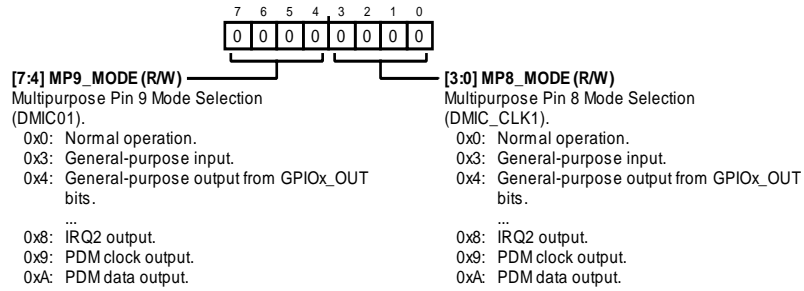 7 6 5 4 3 2 1 0
0 0 0 0 0 0 0 0
[7:4] MP9_MODE (R/W)
Multipurpose Pin 9 Mode Selection
(DMIC01).
0x0: Normal operation.
0x3: General-purpose input.
0x4: General-purpose output from GPIOx_OUT
bits.
...
0x8: IRQ2 output.
0x9: PDM clock output.
0xA: PDM data output.
[3:0] MP8_MODE (R/W)
Multipurpose Pin 8 Mode Selection
(DMIC_CLK1).
0x0: Normal operation.
0x3: General-purpose input.
0x4: General-purpose output from GPIOx_OUT
bits.
...
0x8: IRQ2 output.
0x9: PDM clock output.
0xA: PDM data output.